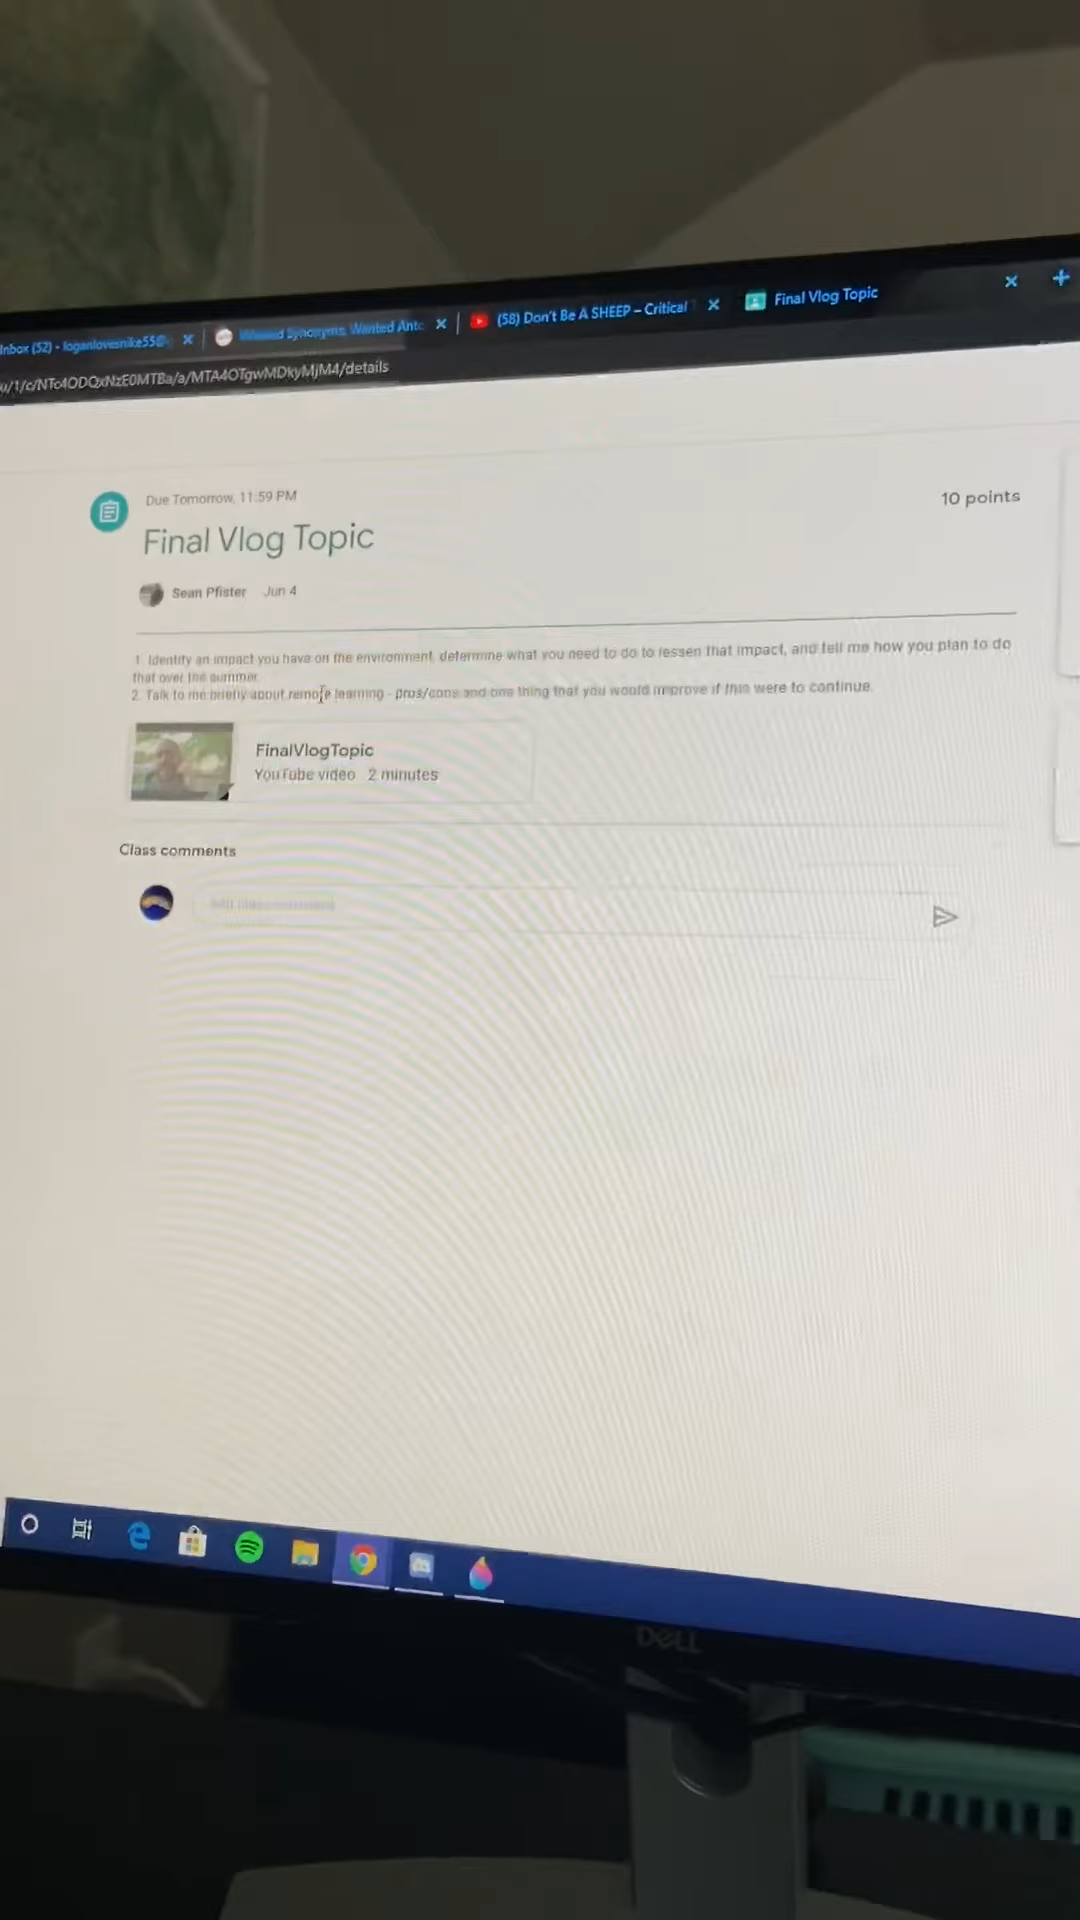 Inbox (52) - loganlovesnike55@
Synonyms, Wanted Anto
(58) Don't Be A SHEEP – Critical
Final Vlog Topic
/details
Due Tomorrow, 11:59 PM
10 points
Final Vlog Topic
Sean Pfister Jun 4
1. Identify an impact you have on the environment, determine what you need to do to lessen that impact, and tell me how you plan to do
that over the summer.
2. Talk to me briefly about remote learning - pros/cons and one thing that you would improve if this were to continue.
FinalVlogTopic
YouTube video 2 minutes
Class comments
DELL